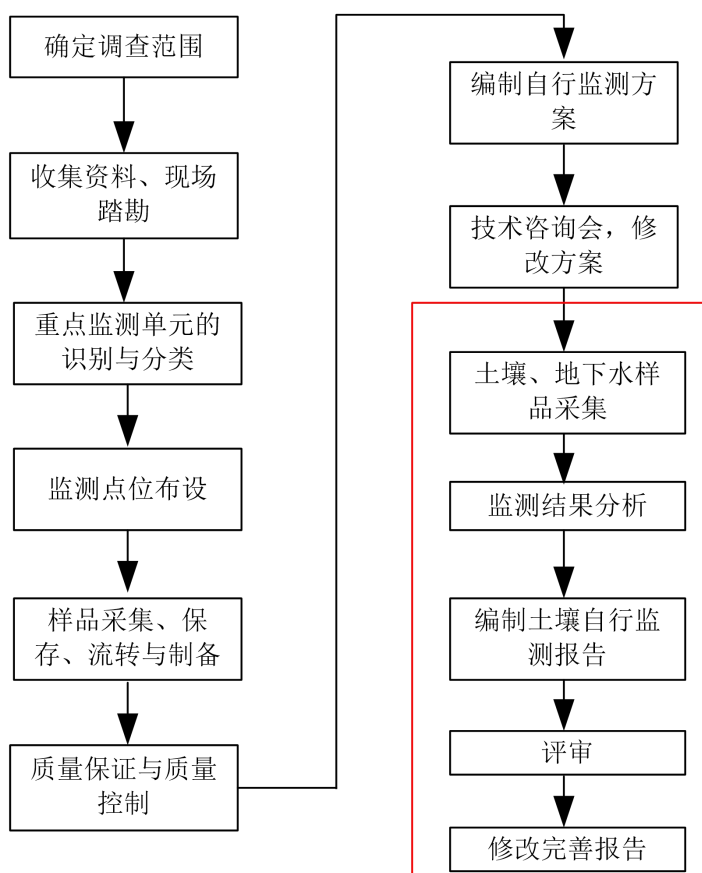 确定调查范围
收集资料、现场
踏勘
重点监测单元的
识别与分类
监测点位布设
样品采集、保
存、流转与制备
质量保证与质量
控制
编制自行监测方
案
技术咨询会，修
改方案
土壤、地下水样
品采集
监测结果分析
编制土壤自行监
测报告
评审
修改完善报告